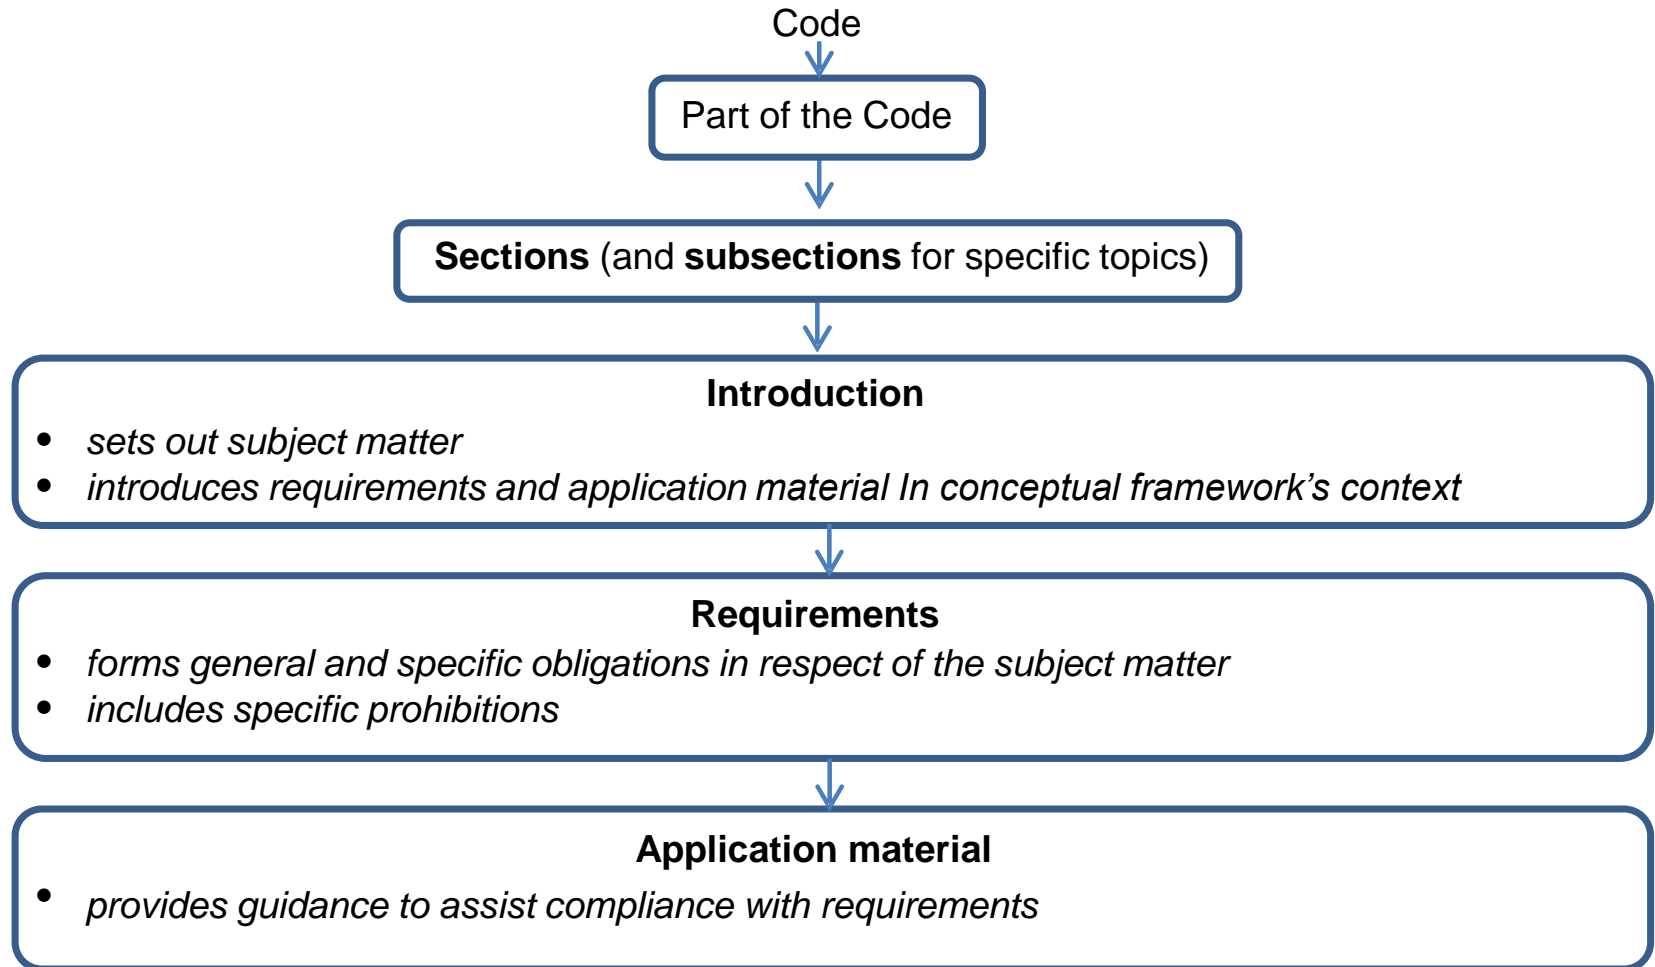 Code
Part of the Code
Sections (and subsections for specific topics)
Introduction
• sets out subject matter
• introduces requirements and application material In conceptual framework’s context
Requirements
• forms general and specific obligations in respect of the subject matter
• includes specific prohibitions
Application material
• provides guidance to assist compliance with requirements